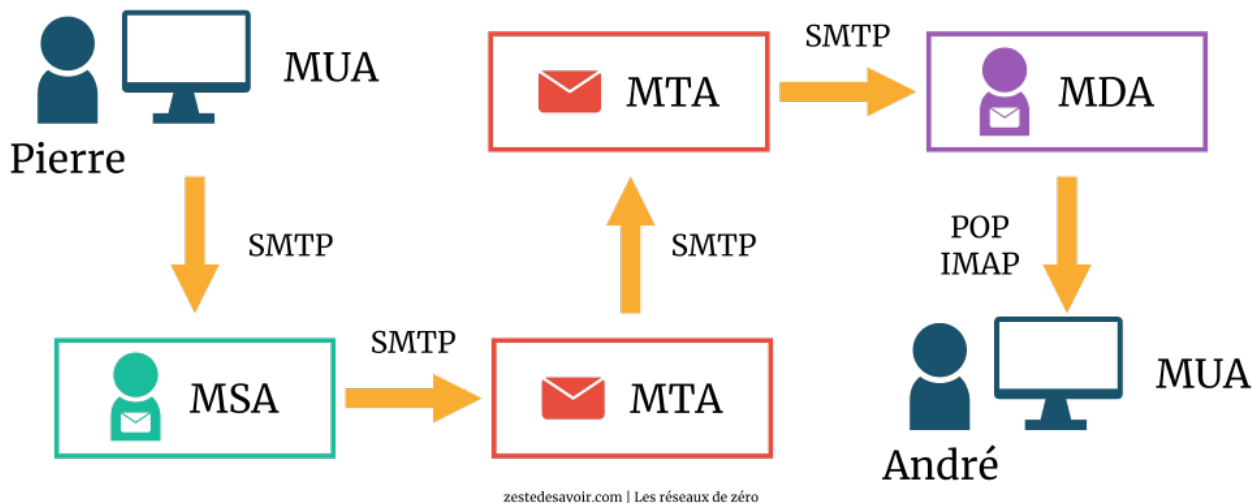 MUA
Pierre
SMTP
MSA
SMTP
MTA
SMTP
MTA
SMTP
MDA
POP
IMAP
MUA
André
zestedesavoir.com | Les réseaux de zéro